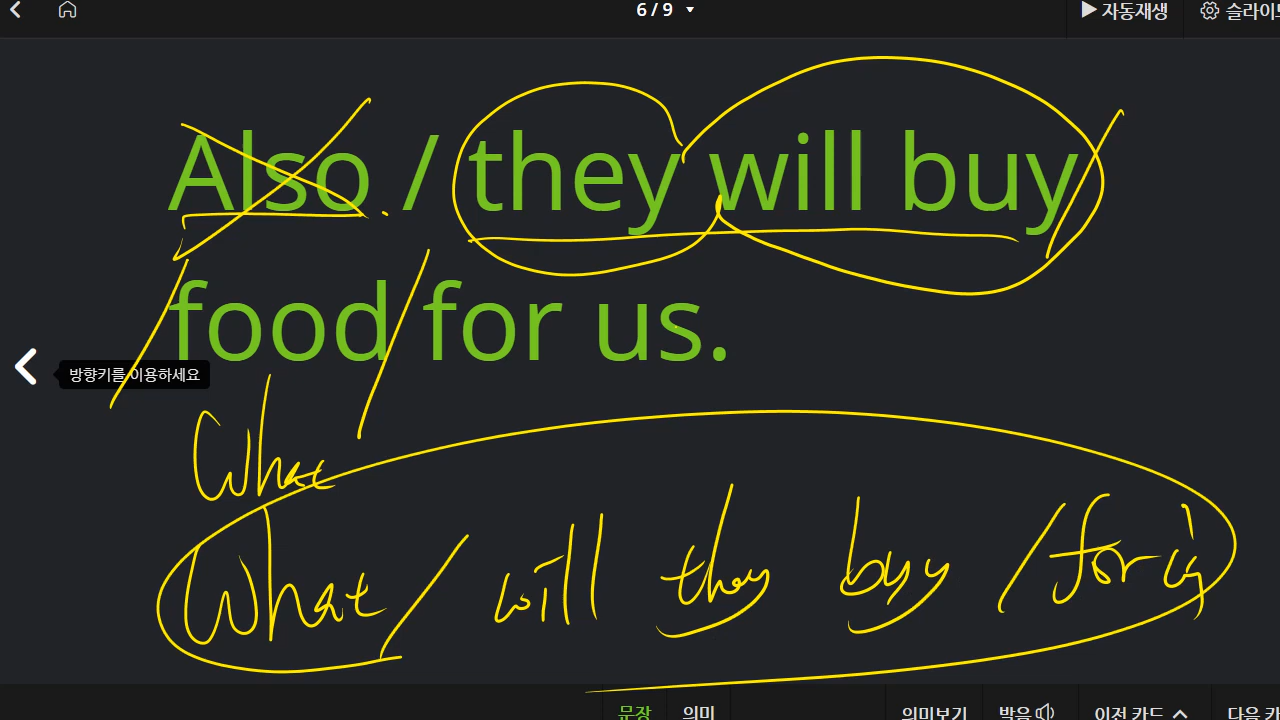 6 / 9
자동재생
슬라이드
Also / they will buy
food for us.
방향키를 이용하세요
What
What / will they buy / for us
문장
의미
의미보기
발음
이전 카드
다음 카